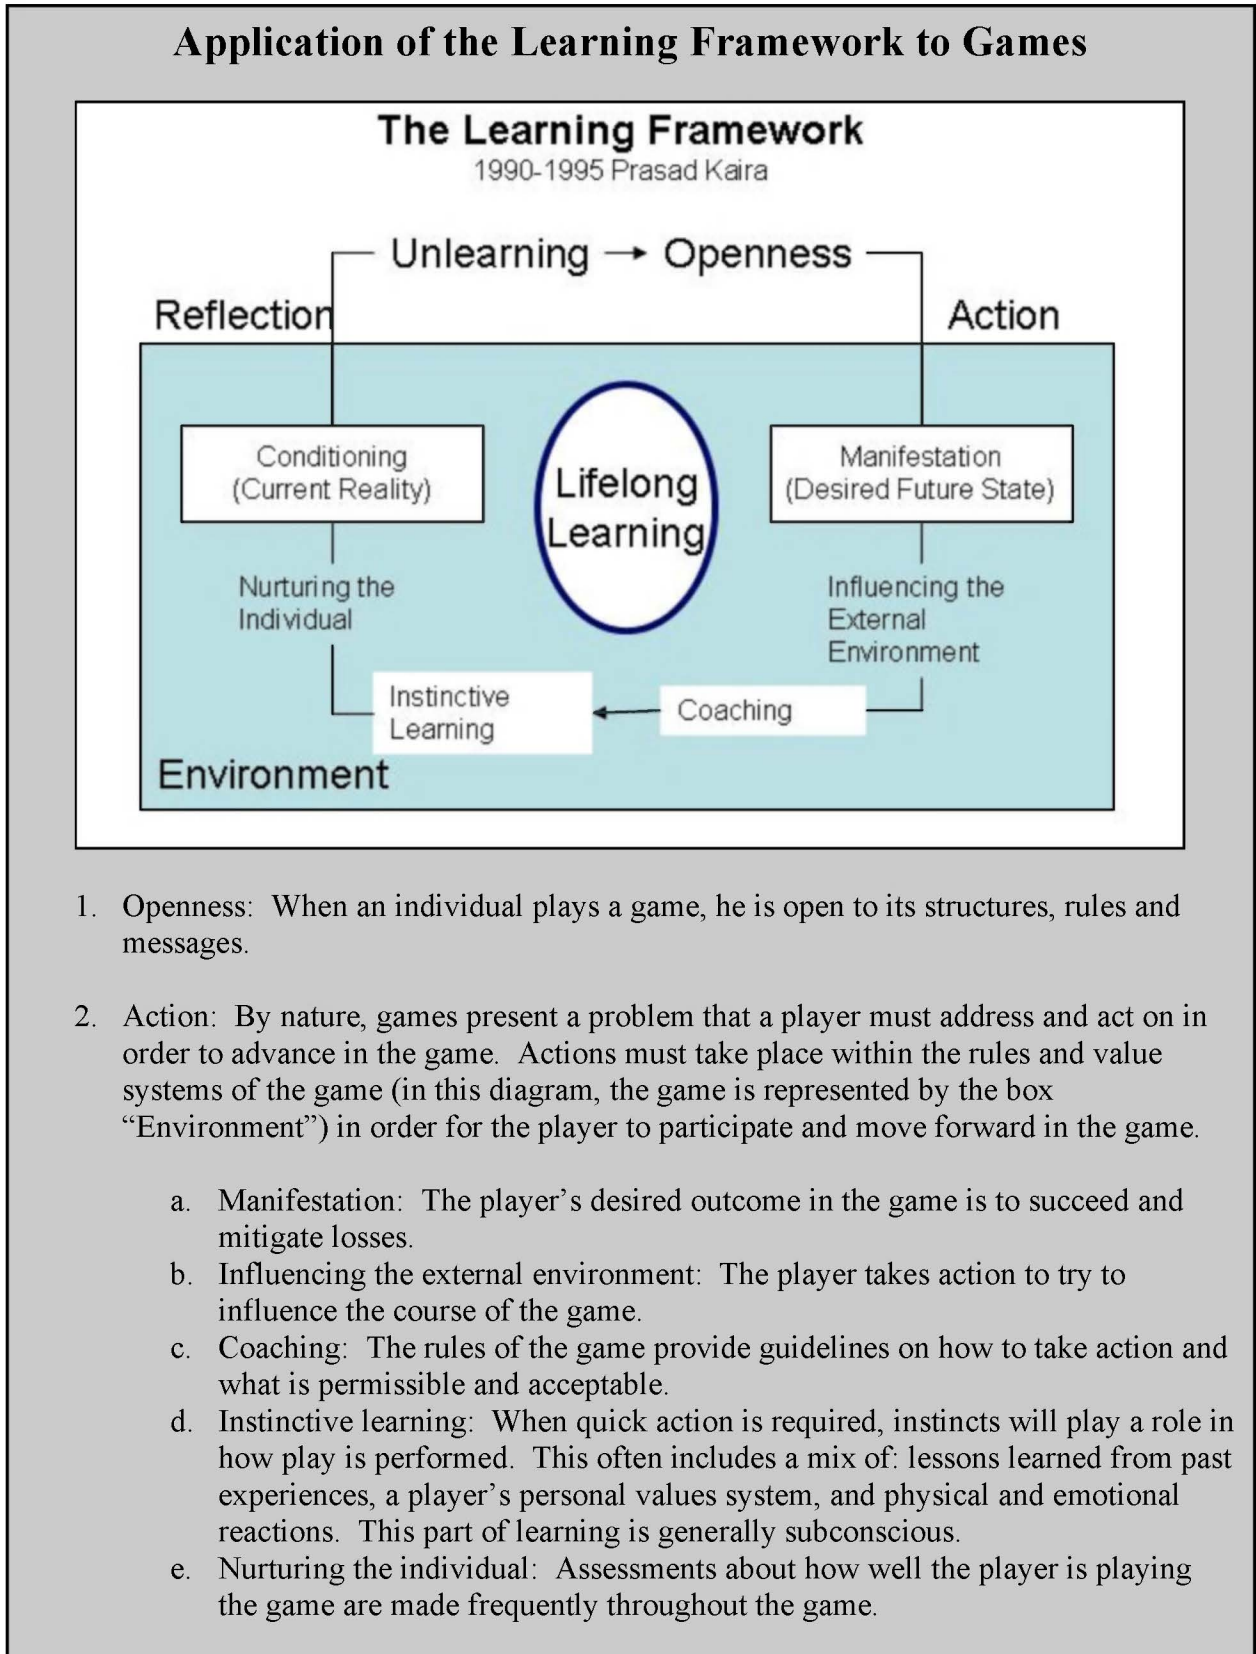 Application of the Learning Framework to Games
The Learning Framework
1990-1995 Prasad Kaira
Unlearning → Openness
Reflection
Action
Conditioning
(Current Reality)
Lifelong
Learning
Manifestation
(Desired Future State)
Nurturing the
Individual
Influencing the
External
Environment
Instinctive
Learning
Coaching
Environment
1. Openness: When an individual plays a game, he is open to its structures, rules and
messages.
2. Action: By nature, games present a problem that a player must address and act on in
order to advance in the game. Actions must take place within the rules and value
systems of the game (in this diagram, the game is represented by the box
“Environment”) in order for the player to participate and move forward in the game.
a. Manifestation: The player’s desired outcome in the game is to succeed and
mitigate losses.
b. Influencing the external environment: The player takes action to try to
influence the course of the game.
c. Coaching: The rules of the game provide guidelines on how to take action and
what is permissible and acceptable.
d. Instinctive learning: When quick action is required, instincts will play a role in
how play is performed. This often includes a mix of: lessons learned from past
experiences, a player’s personal values system, and physical and emotional
reactions. This part of learning is generally subconscious.
e. Nurturing the individual: Assessments about how well the player is playing
the game are made frequently throughout the game.